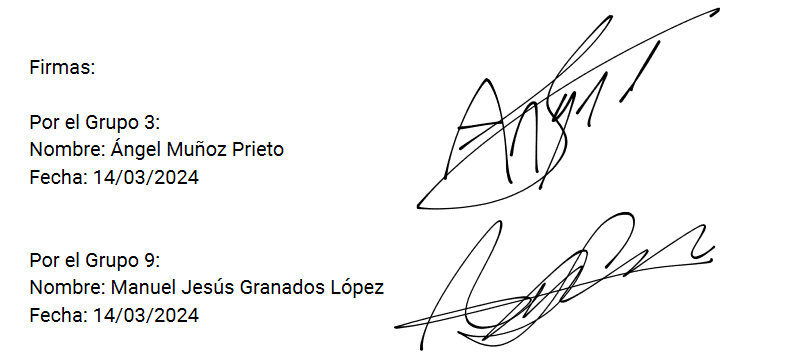 Firmas:
Por el Grupo 3:
Nombre: Ángel Muñoz Prieto
Fecha: 14/03/2024
Por el Grupo 9:
Nombre: Manuel Jesús Granados López
Fecha: 14/03/2024